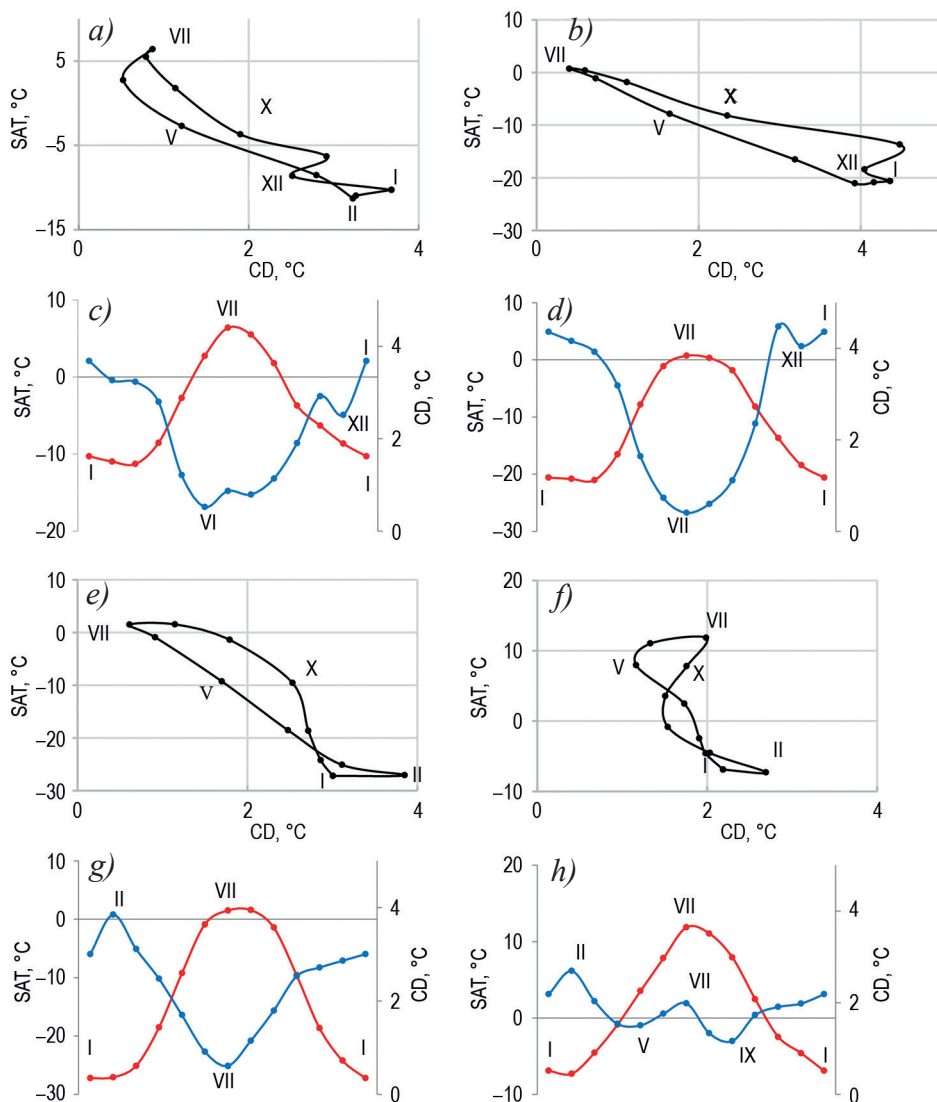 a)
VII
5
SAT, °C
X
V
−5
XII
I
II
−15
0
2
4
CD, °C
b)
10
VII
0
SAT, °C
X
−10
V
XII
−20
I
−30
0
2
4
CD, °C
c)
10
VII
4
I
0
SAT, °C
CD, °C
2
XII
−10
I
I
VI
−20
0
d)
10
I
VII
4
0
XII
SAT, °C
CD, °C
−10
2
−20
I
I
VII
−30
0
e)
10
0
VII
SAT, °C
X
−10
V
−20
I
II
−30
0
2
4
CD, °C
f)
20
VII
10
V
X
SAT, °C
0
II
I
−10
0
2
4
CD, °C
g)
10
II
VII
4
0
SAT, °C
CD, °C
−10
2
−20
I
I
VII
−30
0
h)
20
VII
4
10
II
VII
SAT, °C
CD, °C
2
0
V
IX
I
I
−10
0